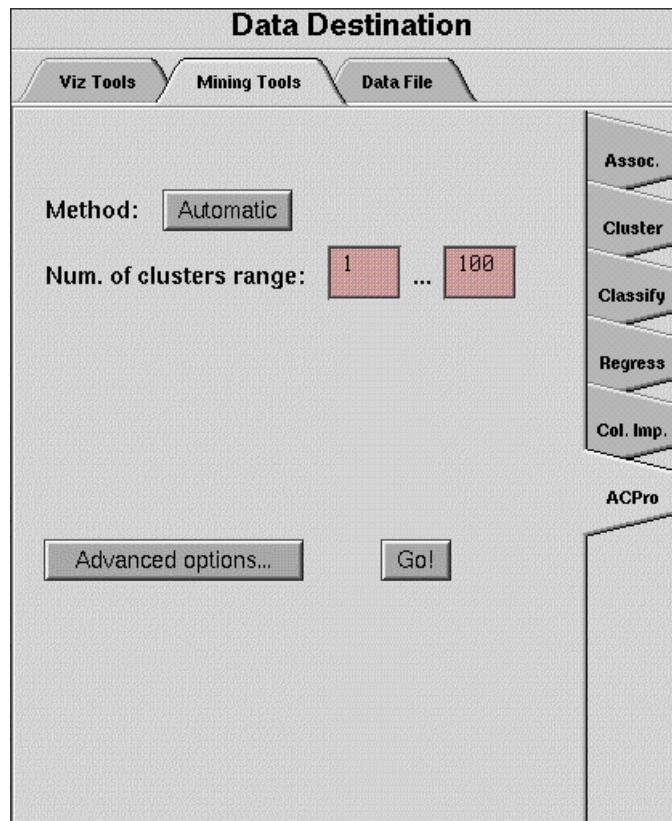 Data Destination
Viz Tools Mining Tools Data File
Assoc.
Method: Automatic
Cluster
Num. of clusters range: 1 ... 100
Classify
Regress
Col. Imp.
ACPro
Advanced options... Go!